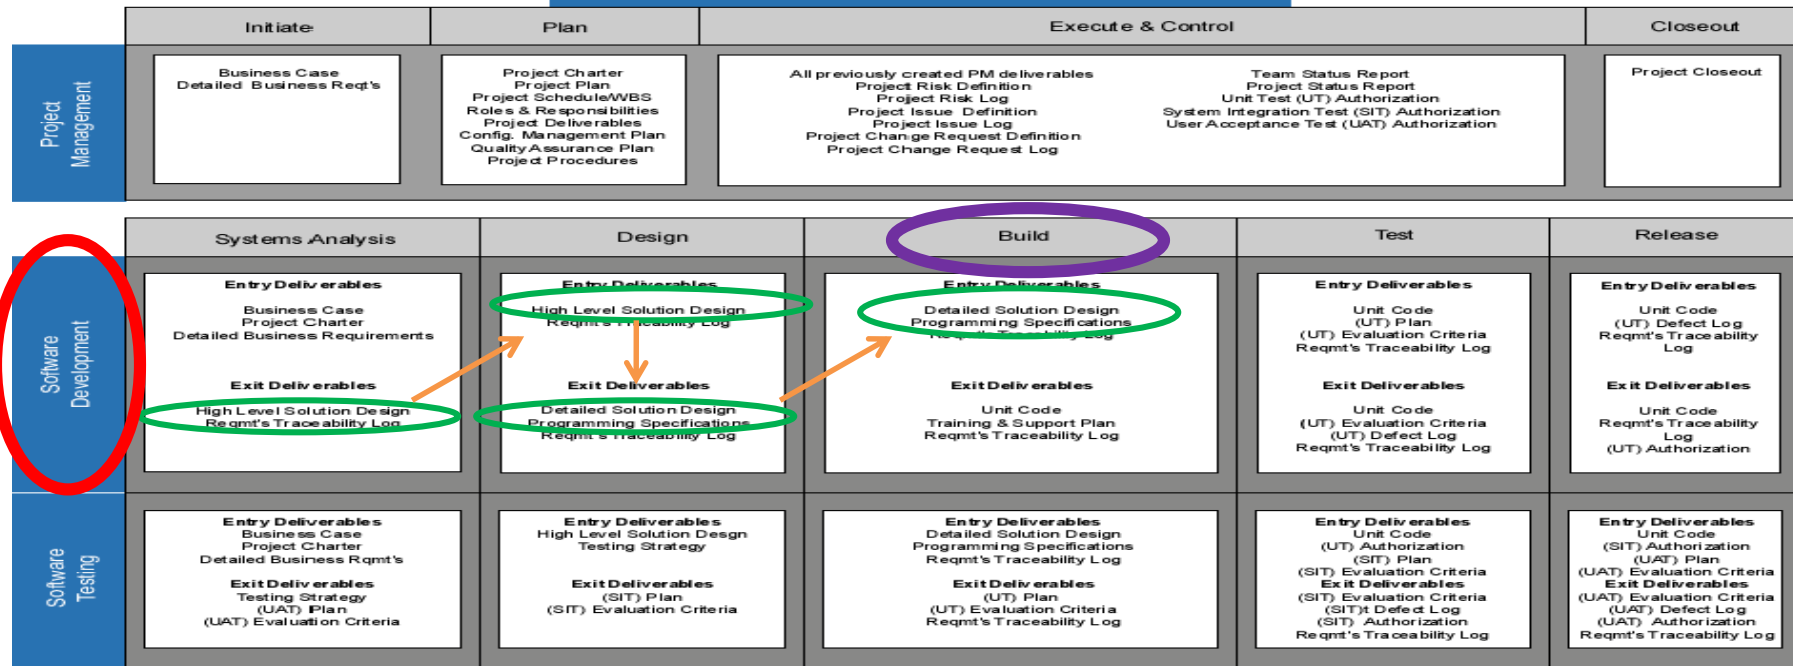 Initiate
Plan
Execute & Control
Closeout
Project
Management
Business Case
Detailed Business Reqt's
Project Charter
Project Plan
Project Schedule/WBS
Roles & Responsibilities
Project Deliverables
Config. Management Plan
Quality Assurance Plan
Project Procedures
All previously created PM deliverables
Project Risk Definition
Project Risk Log
Project Issue Definition
Project Issue Log
Project Change Request Definition
Project Change Request Log
Team Status Report
Project Status Report
Unit Test (UT) Authorization
System Integration Test (SIT) Authorization
User Acceptance Test (UAT) Authorization
Project Closeout
Systems Analysis
Design
Build
Test
Release
Software
Development
Entry Deliverables
Business Case
Project Charter
Detailed Business Requirements
Exit Deliverables
High Level Solution Design
Reqmt's Traceability Log
Entry Deliverables
High Level Solution Design
Reqmt's Traceability Log
Exit Deliverables
Detailed Solution Design
Programming Specifications
Reqmt's Traceability Log
Entry Deliverables
Detailed Solution Design
Programming Specifications
Reqmt's Traceability Log
Exit Deliverables
Unit Code
Training & Support Plan
Reqmt's Traceability Log
Entry Deliverables
Unit Code
(UT) Plan
(UT) Evaluation Criteria
Reqmt's Traceability Log
Exit Deliverables
Unit Code
(UT) Evaluation Criteria
(UT) Defect Log
Reqmt's Traceability Log
Entry Deliverables
Unit Code
(UT) Defect Log
Reqmt's Traceability
Log
Exit Deliverables
Unit Code
Reqmt's Traceability
Log
(UT) Authorization
Software
Testing
Entry Deliverables
Business Case
Project Charter
Detailed Business Rqmt's
Exit Deliverables
Testing Strategy
(UAT) Plan
(UAT) Evaluation Criteria
Entry Deliverables
High Level Solution Desgn
Testing Strategy
Exit Deliverables
(SIT) Plan
(SIT) Evaluation Criteria
Entry Deliverables
Detailed Solution Design
Programming Specifications
Reqmt's Traceability Log
Exit Deliverables
(UT) Plan
(UT) Evaluation Criteria
Reqmt's Traceability Log
Entry Deliverables
Unit Code
(UT) Authorization
(SIT) Plan
(SIT) Evaluation Criteria
Exit Deliverables
(SIT) Evaluation Criteria
(SIT)t Defect Log
(SIT) Authorization
Reqmt's Traceability Log
Entry Deliverables
Unit Code
(SIT) Authorization
(UAT) Plan
(UAT) Evaluation Criteria
Exit Deliverables
(UAT) Evaluation Criteria
(UAT) Defect Log
(UAT) Authorization
Reqmt's Traceability Log